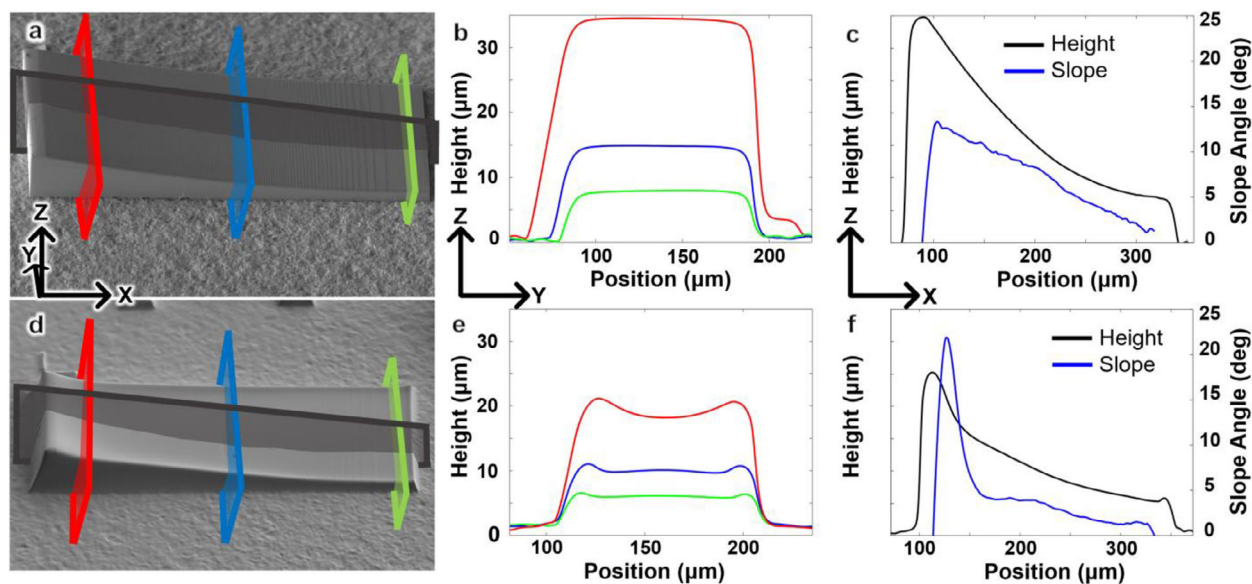 a
Z
Y
X
b
30
20
10
0
Height (µm)
Z
100
150
200
Position (µm)
Y
c
Height
Slope
25
20
15
10
5
0
Slope Angle (deg)
Height (µm)
Z
100
200
300
Position (µm)
X
d
e
30
20
10
0
Height (µm)
100
150
200
Position (µm)
f
Height
Slope
25
20
15
10
5
0
Slope Angle (deg)
Height (µm)
100
200
300
Position (µm)